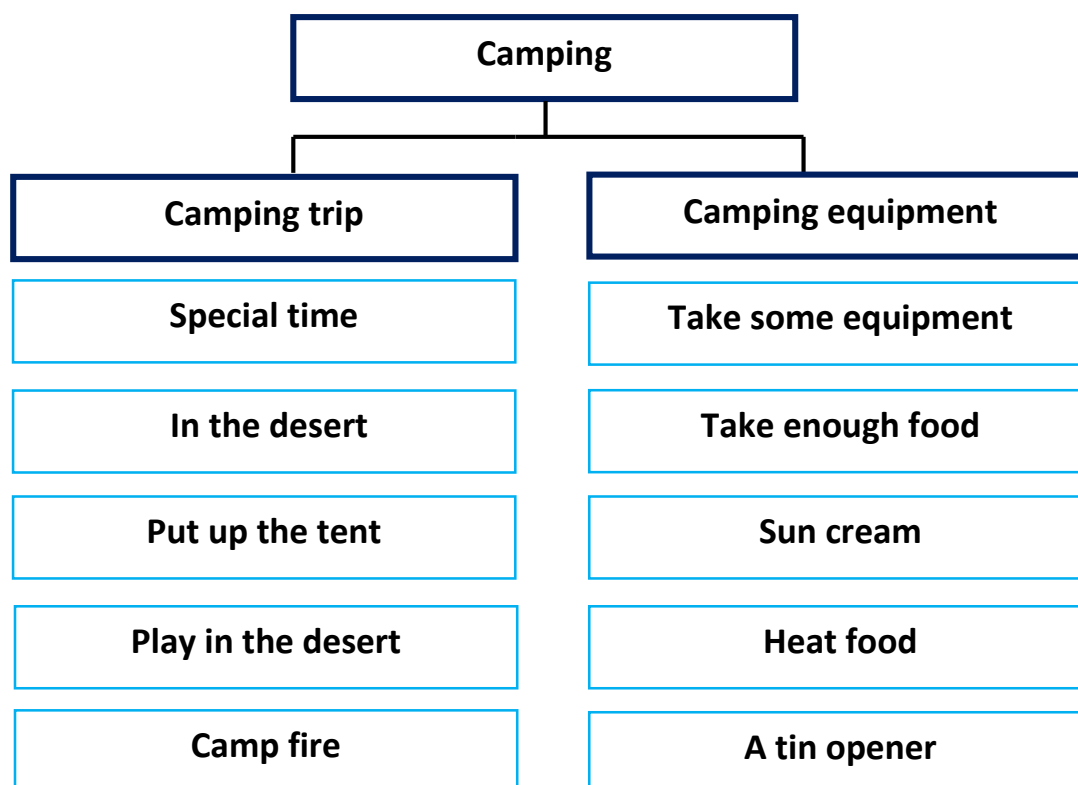 Camping
Camping trip
Special time
In the desert
Put up the tent
Play in the desert
Camp fire
Camping equipment
Take some equipment
Take enough food
Sun cream
Heat food
A tin opener